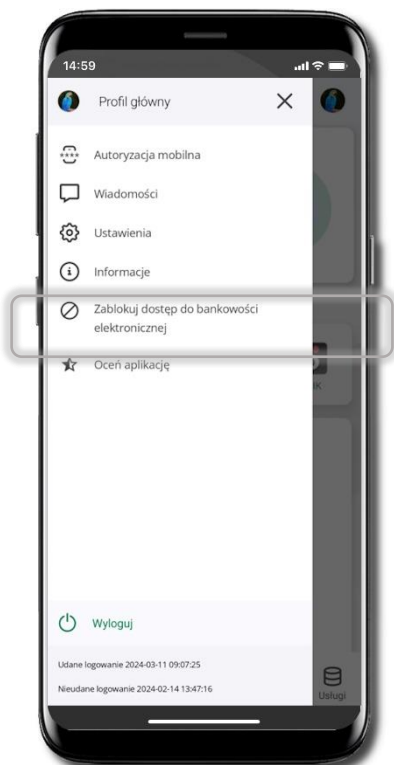 14:59
Profil główny
Autoryzacja mobilna
Wiadomości
Ustawienia
Informacje
Zablokuj dostęp do bankowości
elektronicznej
Oceń aplikację
Wyloguj
Udane logowanie 2024-03-11 09:07:25
Nieudane logowanie 2024-02-14 13:47:16
Usługi